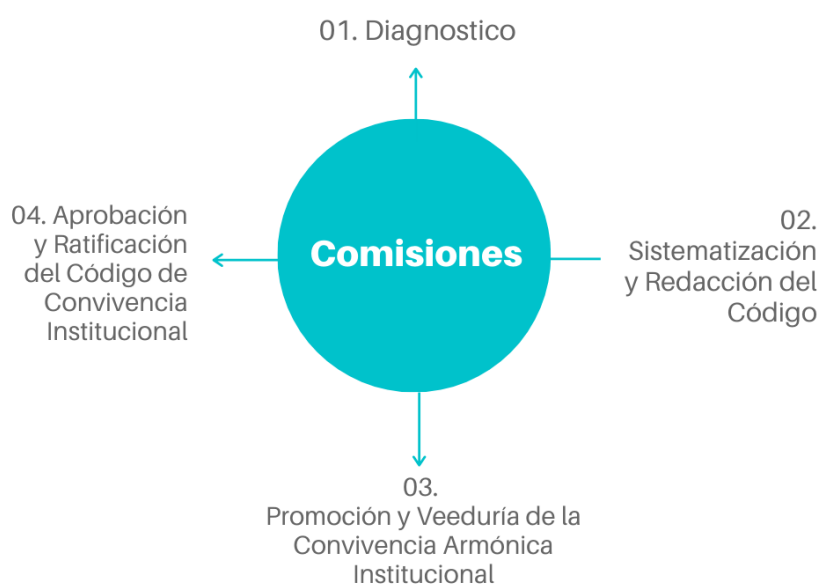 01. Diagnostico
04. Aprobación
y Ratificación
del Código de
Convivencia
Institucional
Comisiones
02.
Sistematización
y Redacción del
Código
03.
Promoción y Veeduría de la
Convivencia Armónica
Institucional